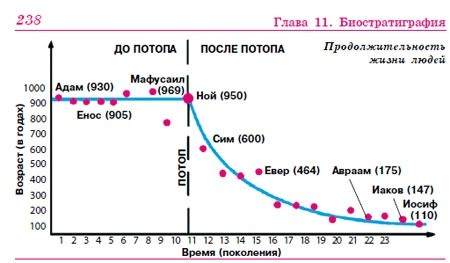 238
Глава 11. Биостратиграфия
ДО ПОТОПА
ПОСЛЕ ПОТОПА
Продолжительность
жизни людей
Возраст (в годах)
1000
900
800
700
600
500
400
300
200
100
Адам (930)
Енос (905)
Мафусаил
(969)
Ной (950)
ПОТОП
Сим (600)
Евер (464)
Авраам (175)
Иаков (147)
Иосиф
(110)
1 2 3 4 5 6 7 8 9 10 11 12 13 14 15 16 17 18 19 20 21 22 23
Время (поколения)